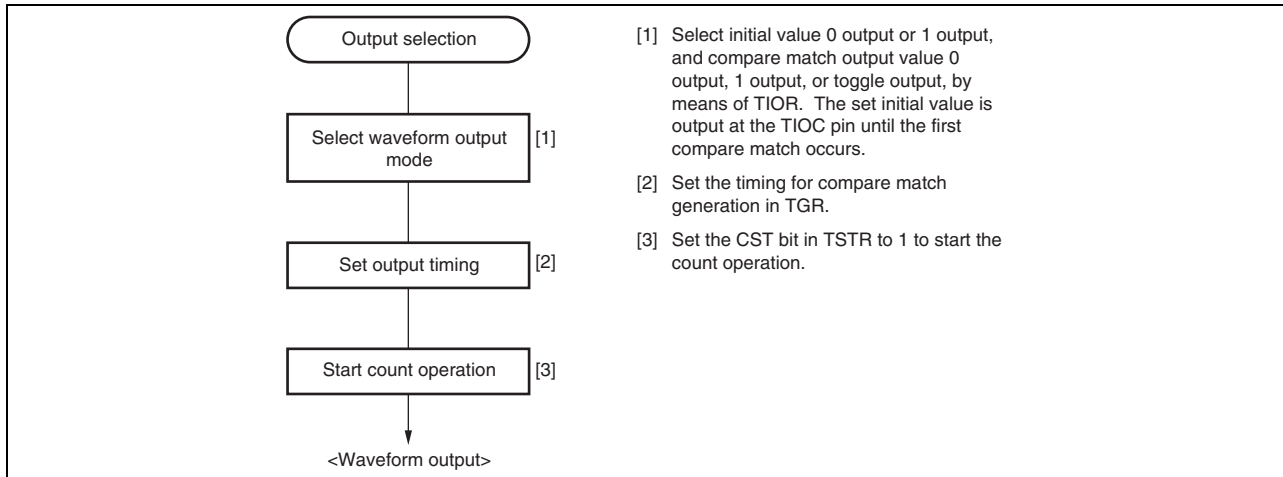 Output selection
Select waveform output
mode
[1]
Set output timing
[2]
Start count operation
[3]
<Waveform output>
[1] Select initial value 0 output or 1 output,
and compare match output value 0
output, 1 output, or toggle output, by
means of TIOR. The set initial value is
output at the TIOC pin until the first
compare match occurs.
[2] Set the timing for compare match
generation in TGR.
[3] Set the CST bit in TSTR to 1 to start the
count operation.